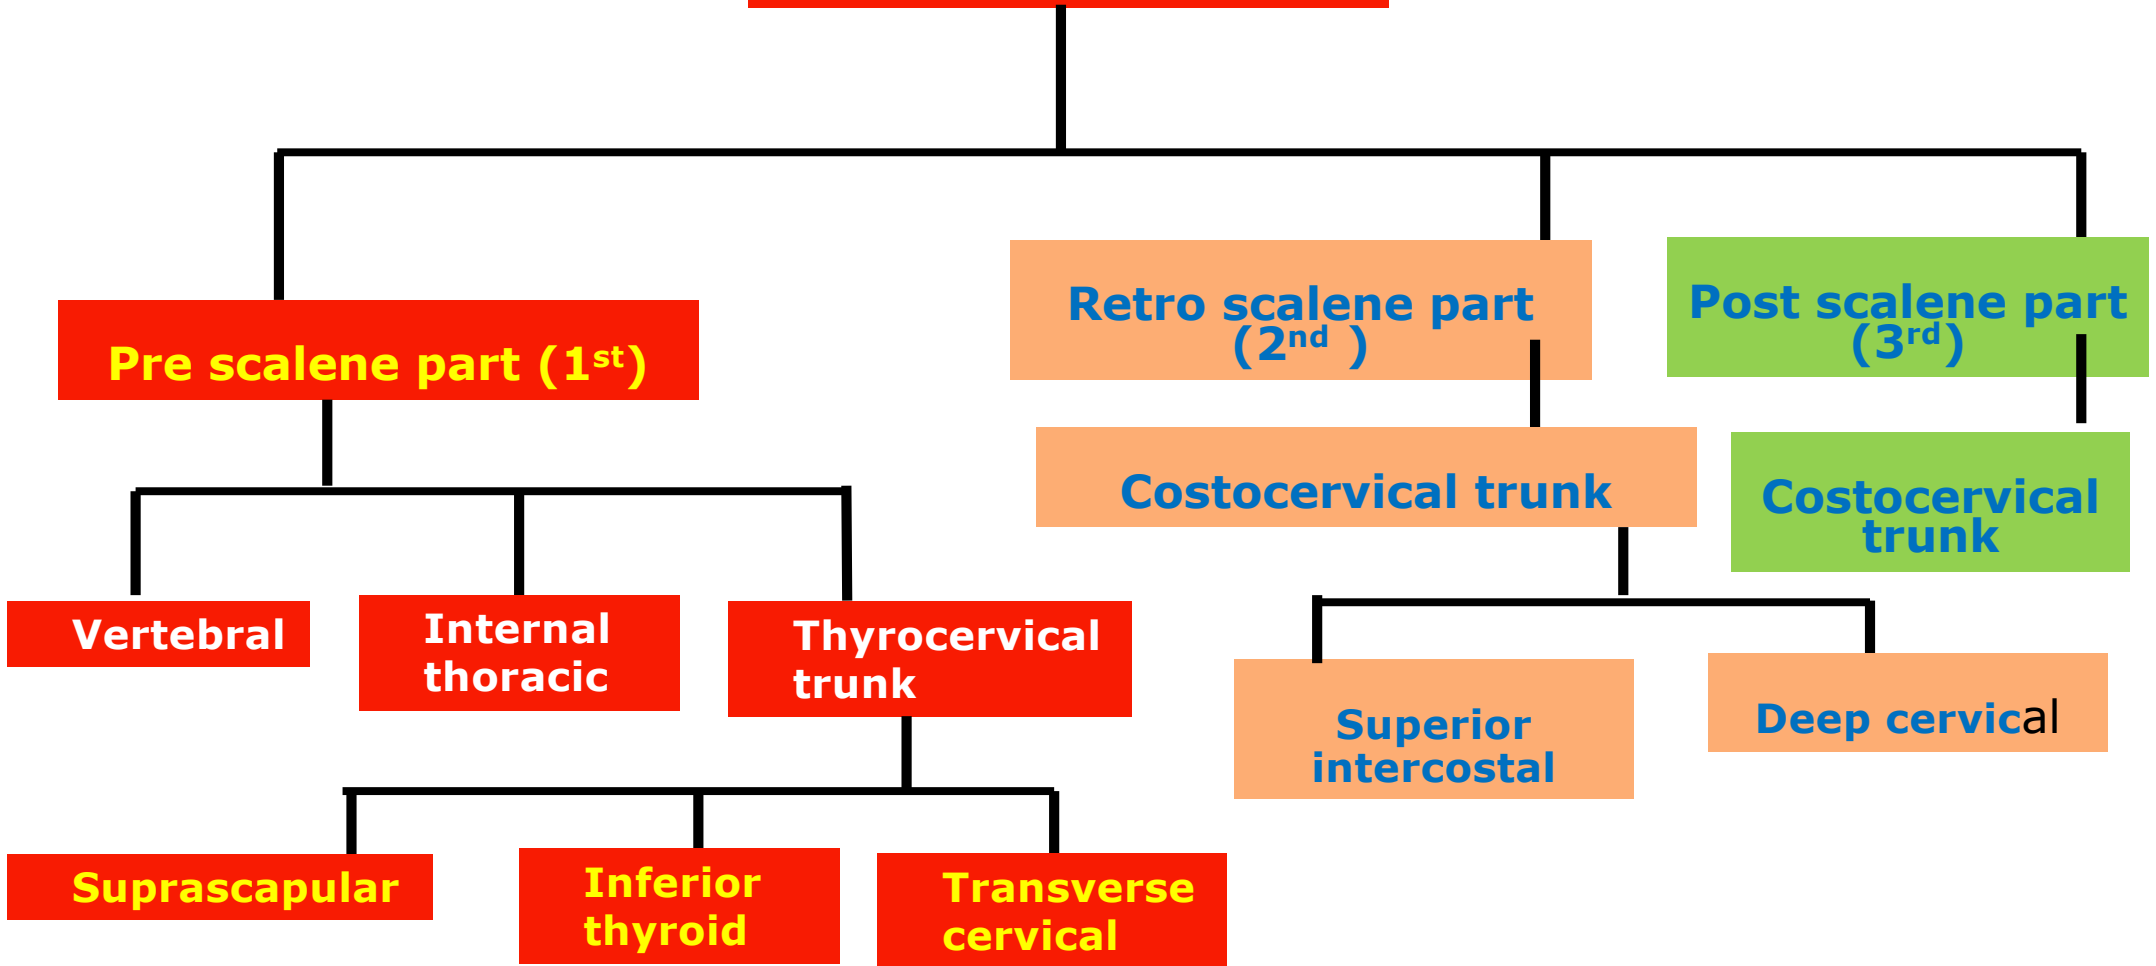 Retro scalene part
(2nd )
Post scalene part
(3rd)
Pre scalene part (1st)
Costocervical trunk
Costocervical
trunk
Vertebral
Internal
thoracic
Thyrocervical
trunk
Superior
intercostal
Deep cervical
Suprascapular
Inferior
thyroid
Transverse
cervical